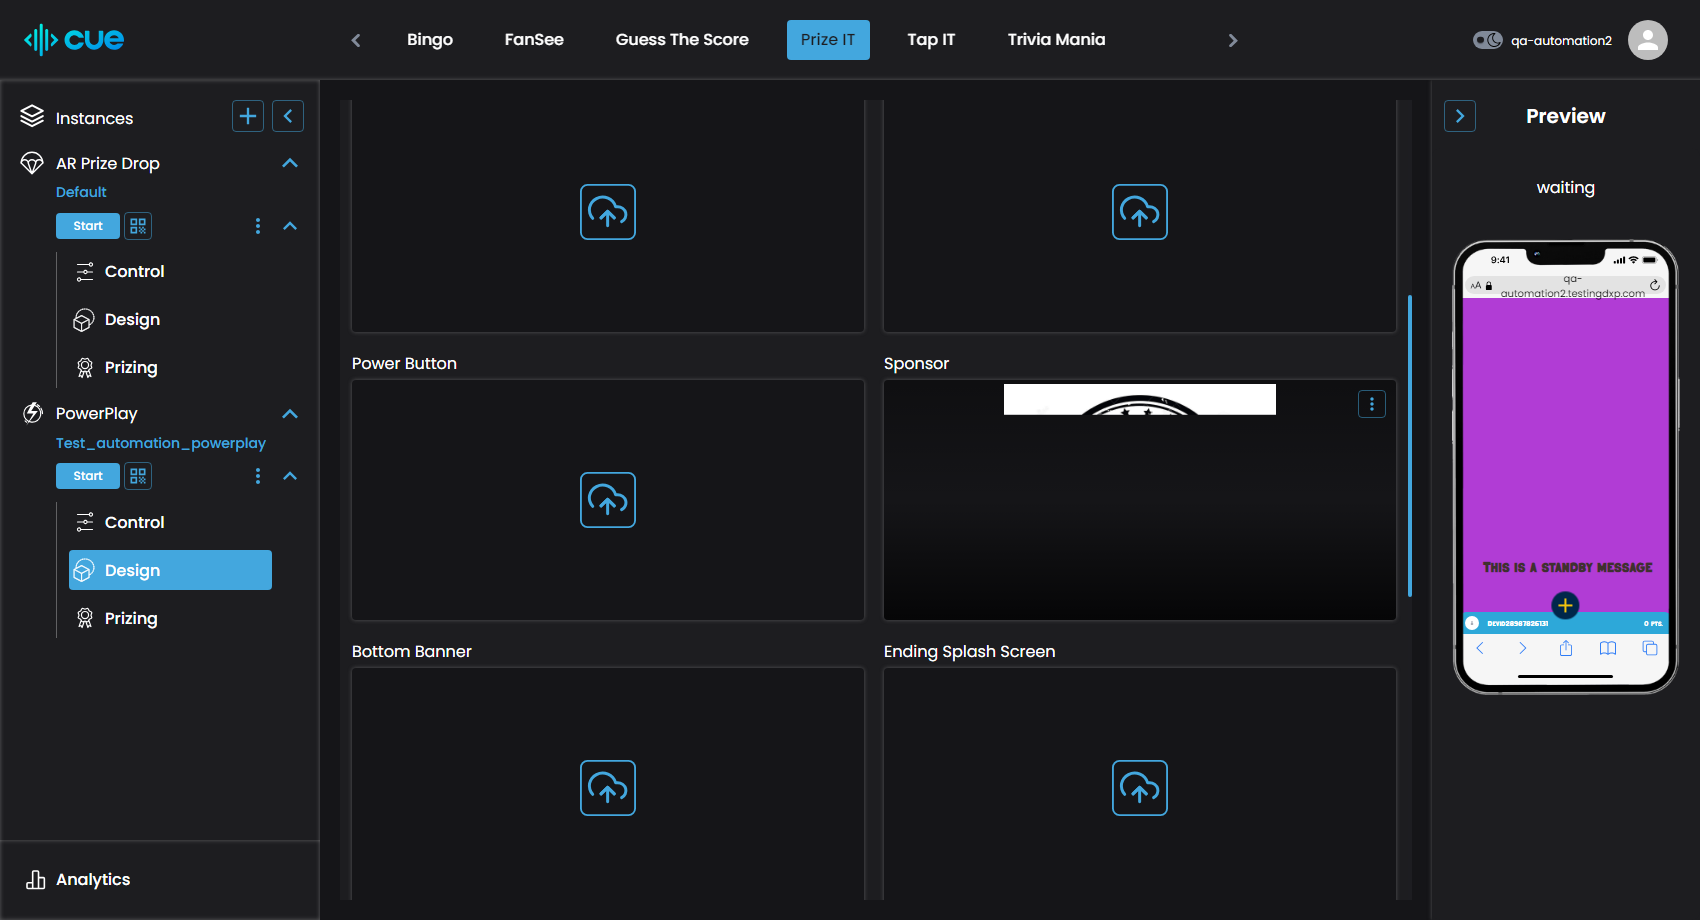 cue
Bingo
FanSee
Guess The Score
Prize IT
Tap IT
Trivia Mania
qa-automation2
Instances
AR Prize Drop
Default
Start
Control
Design
Prizing
PowerPlay
Test_automation_powerplay
Start
Control
Design
Prizing
Analytics
Power Button
Sponsor
Bottom Banner
Ending Splash Screen
Preview
waiting
9:41
AA
qa-
automation2.testingdxp.com
This is a standby message
0 PTS.